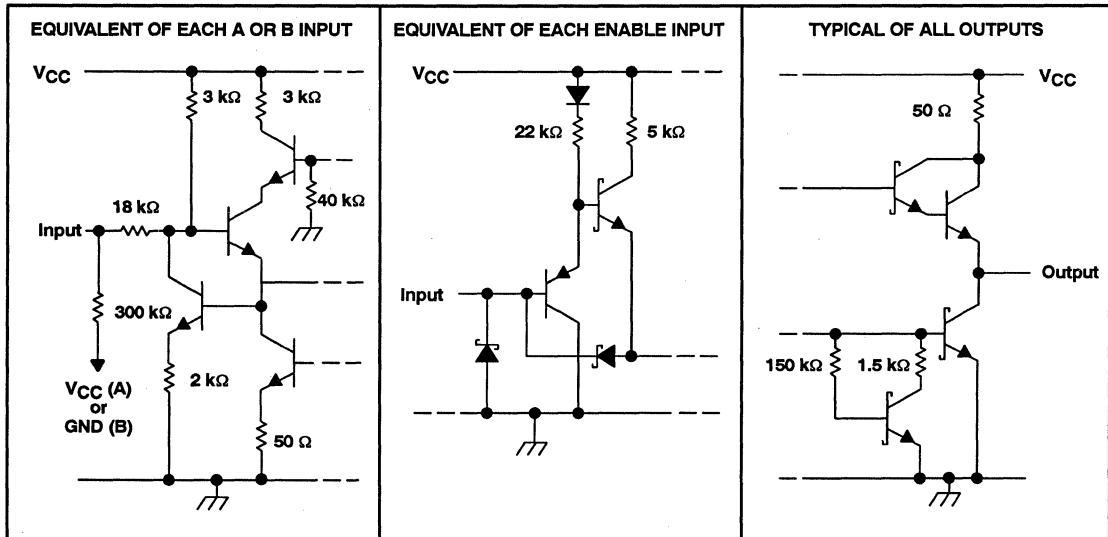 EQUIVALENT OF EACH A OR B INPUT
VCC
3 kΩ
3 kΩ
40 kΩ
18 kΩ
Input
300 kΩ
2 kΩ
VCC (A)
or
GND (B)
50 Ω
EQUIVALENT OF EACH ENABLE INPUT
VCC
22 kΩ
5 kΩ
Input
TYPICAL OF ALL OUTPUTS
VCC
50 Ω
Output
150 kΩ
1.5 kΩ